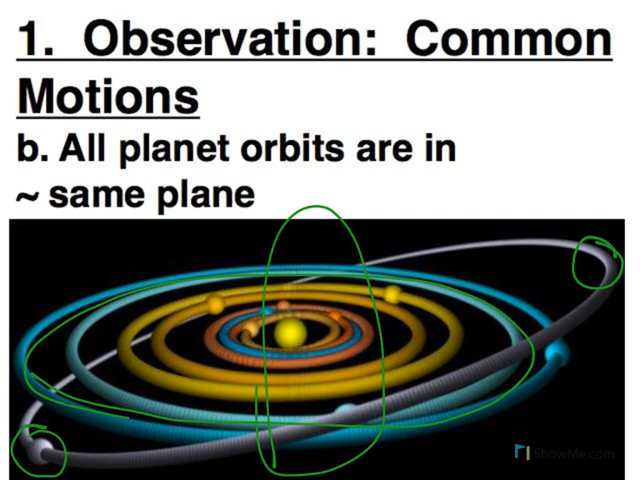 1. Observation: Common
Motions
b. All planet orbits are in
~ same plane
ShowMe.com